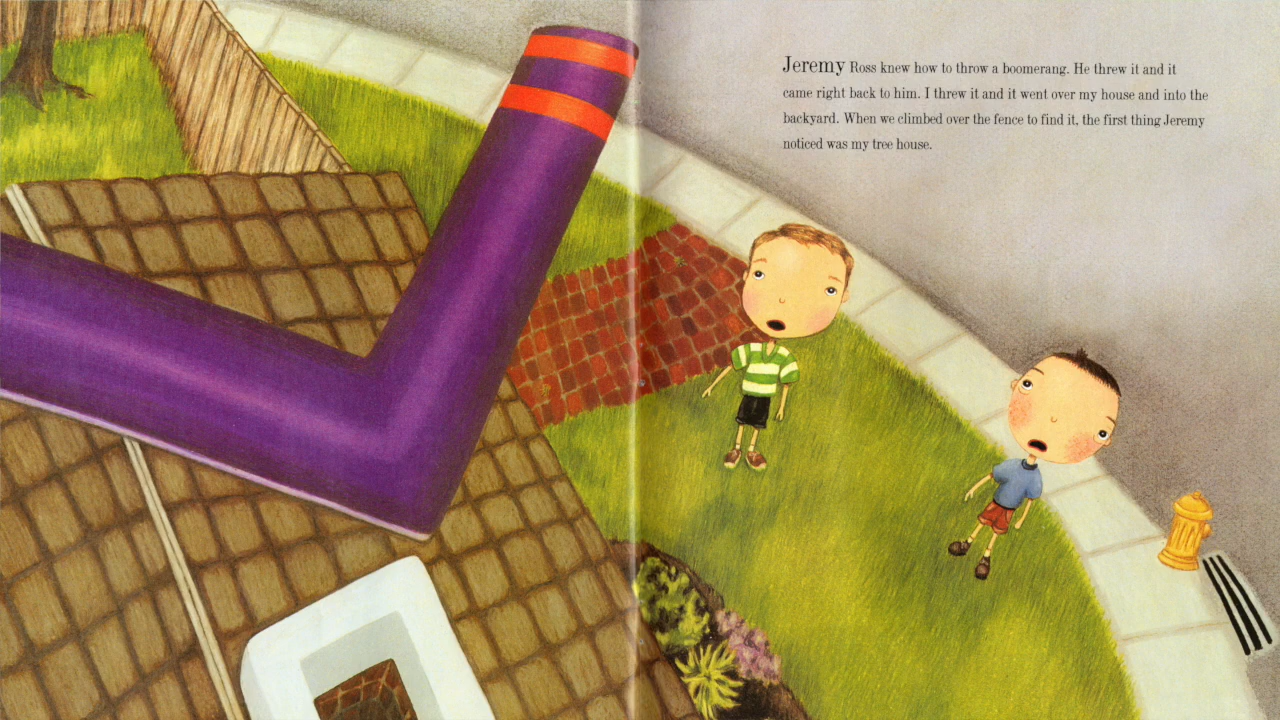 Jeremy Ross knew how to throw a boomerang. He threw it and it
came right back to him. I threw it and it went over my house and into the
backyard. When we climbed over the fence to find it, the first thing Jeremy
noticed was my tree house.